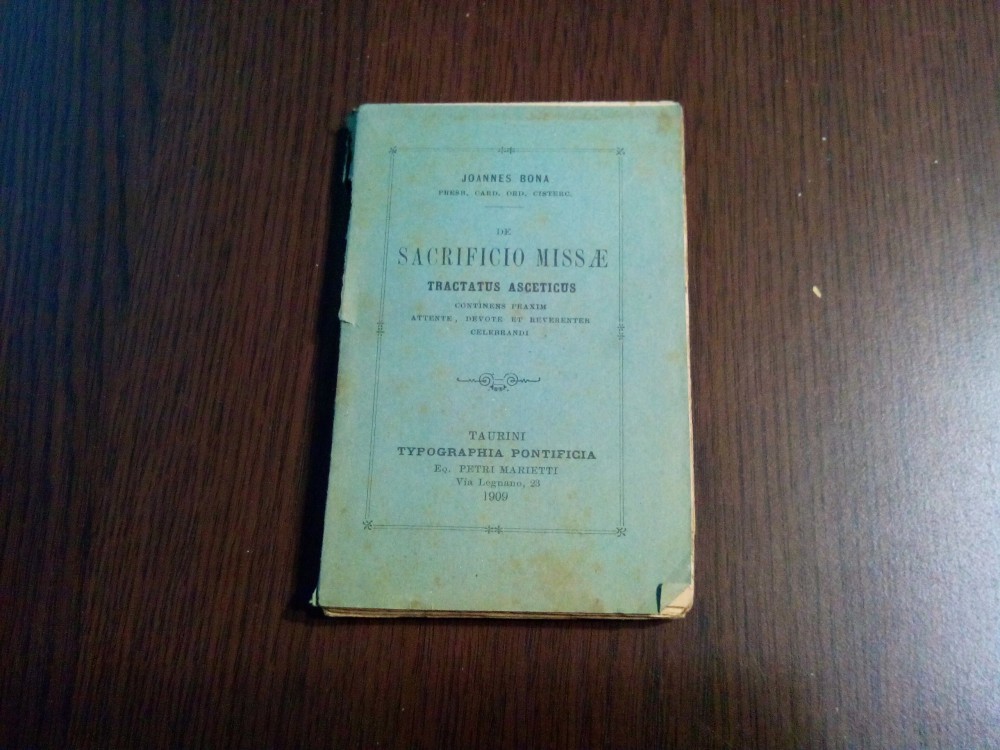 JOANNES BONA
PRESB. CARD. ORD. CISTERC.
DE
SACRIFICIO MISSÆ
TRACTATUS ASCETICUS
CONTINENS PRAXIM
ATTENTE, DEVOTE ET REVERENTER
CELEBRANDI
TAURINI
TYPOGRAPHIA PONTIFICIA
Eq. PETRI MARIETTI
Via Legnano, 23
1909